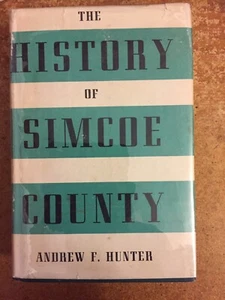 THE
HISTORY
OF
SIMCOE
COUNTY
ANDREW F. HUNTER